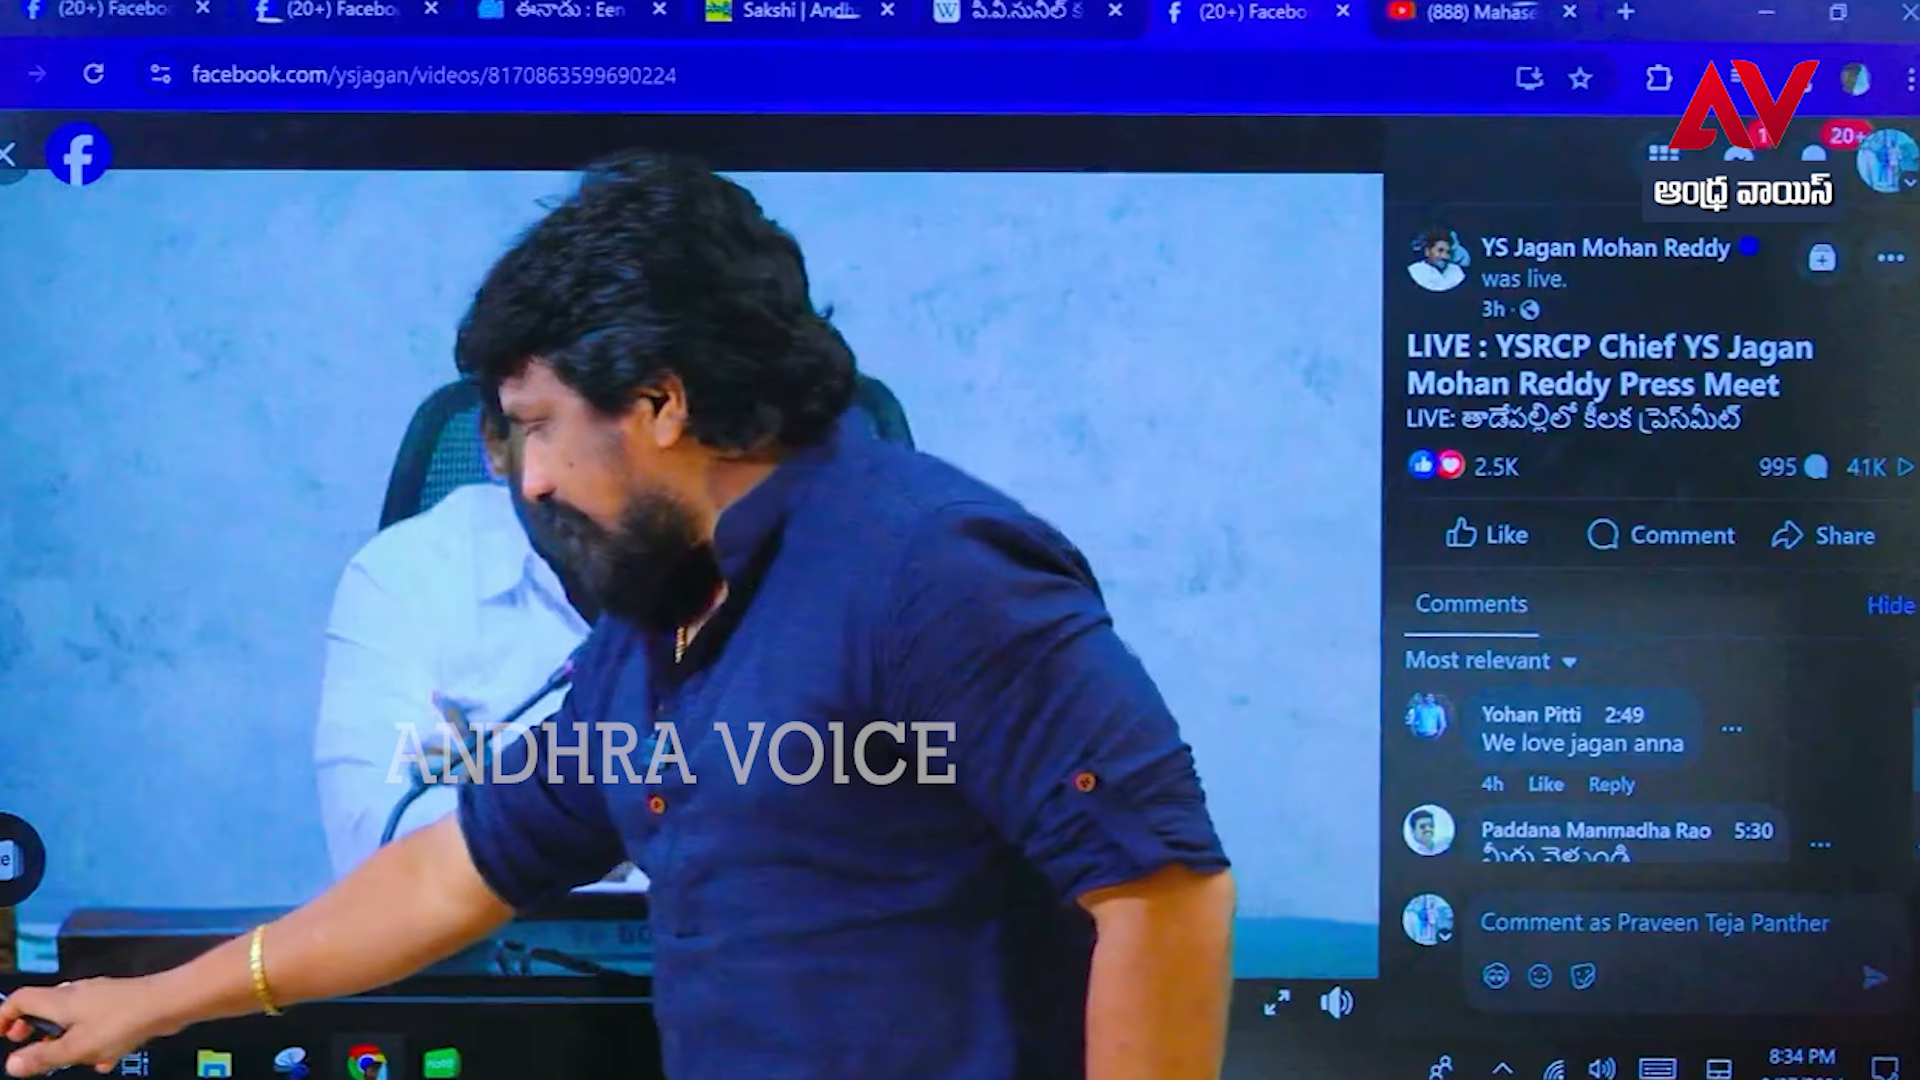 (20+) Facebo
(20+) Facebo
ఈనాడు : Een
Sakshi | Andh
పి.వి.సునీల్ క
(20+) Facebo
(888) Mahase
facebook.com/ysjagan/videos/8170863599690224
AV
20+
ఆంధ్ర వాయిస్
YS Jagan Mohan Reddy
was live.
3h
LIVE : YSRCP Chief YS Jagan
Mohan Reddy Press Meet
LIVE: తాడేపల్లిలో కీలక ప్రెస్‌మీట్
2.5K
995
41K
Like
Comment
Share
Comments
Hide
Most relevant
Yohan Pitti 2:49
We love jagan anna
4h Like Reply
Paddana Manmadha Rao 5:30
ANDHRA VOICE
Comment as Praveen Teja Panther
8:34 PM